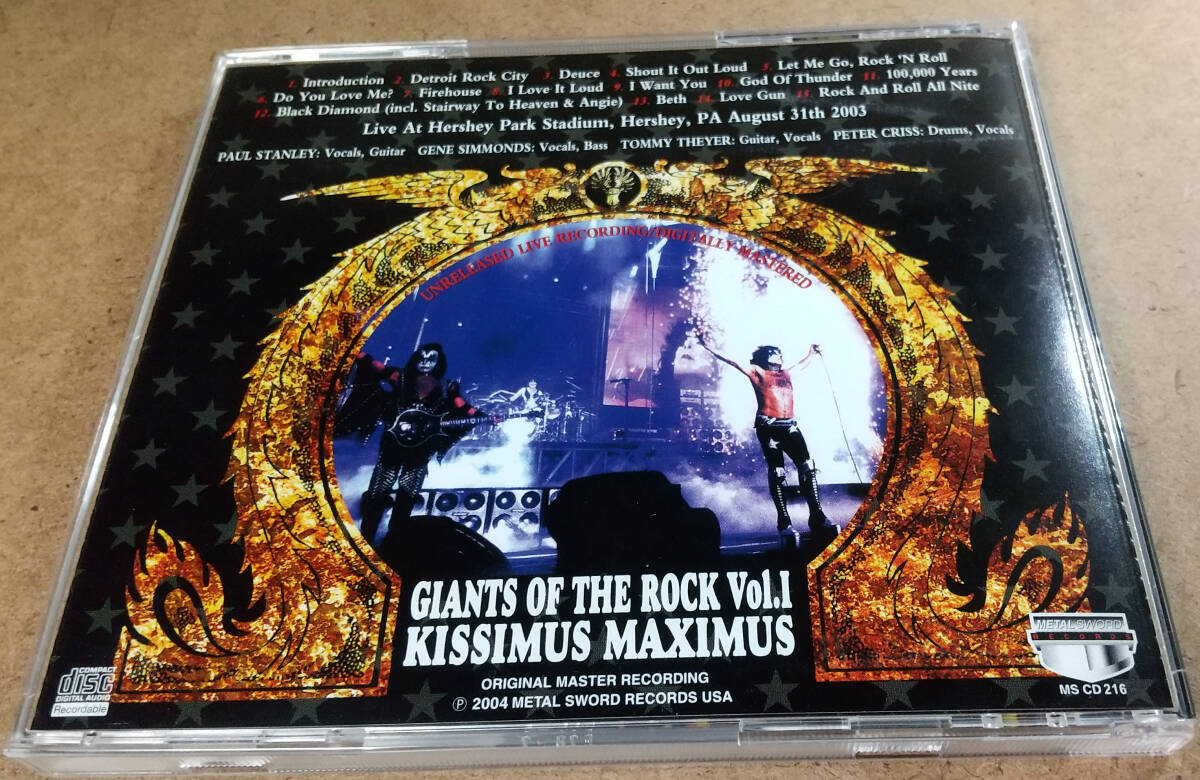 1. Introduction 2. Detroit Rock City 3. Deuce 4. Shout It Out Loud 5. Let Me Go, Rock 'N Roll
6. Do You Love Me? 7. Firehouse 8. I Love It Loud 9. I Want You 10. God Of Thunder 11. 100,000 Years
12. Black Diamond (incl. Stairway To Heaven & Angie) 13. Beth 14. Love Gun 15. Rock And Roll All Nite
Live At Hershey Park Stadium, Hershey, PA August 31th 2003
PAUL STANLEY: Vocals, Guitar GENE SIMMONDS: Vocals, Bass TOMMY THEYER: Guitar, Vocals PETER CRISS: Drums, Vocals
UNRELEASED LIVE RECORDING/DIGITALLY MASTERED
GIANTS OF THE ROCK Vol.I
KISSIMUS MAXIMUS
ORIGINAL MASTER RECORDING
Ⓟ 2004 METAL SWORD RECORDS USA
COMPACT
disc
DIGITAL AUDIO
Recordable
METALSWORD
RECORDS
MS CD 216